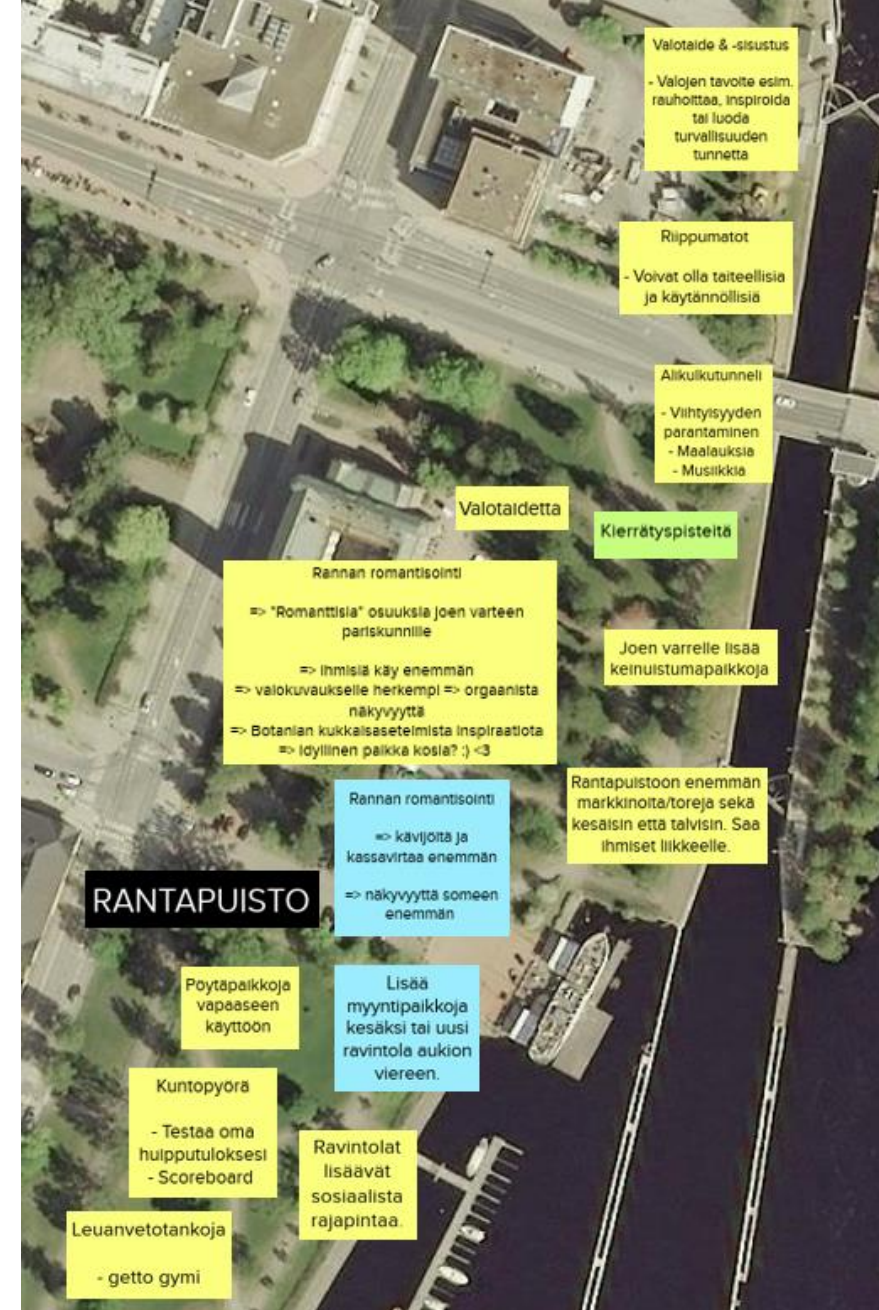 Valotaide & -sisustus
- Valojen tavoite esim.
rauhoittaa, inspiroida
tai luoda
turvallisuuden
tunnetta
Riippumatot
- Voivat olla taiteellisia
ja käytännöllisiä
Alikulkutunneli
- Viihtyisyyden
parantaminen
- Maalauksia
- Musiikkia
Valotaidetta
Kierrätyspisteitä
Rannan romantisointi
=> "Romanttisia" osuuksia joen varteen
pariskunnille
=> ihmisiä käy enemmän
=> valokuvaukselle herkempi => orgaanista
näkyvyyttä
=> Botanian kukkaisasetelmista inspiraatiota
=> idyllinen paikka kosia? :) <3
Joen varrelle lisää
keinuistumapaikkoja
Rantapuistoon enemmän
markkinoita/toreja sekä
kesäisin että talvisin. Saa
ihmiset liikkeelle.
Rannan romantisointi
=> kävijöitä ja
kassavirtaa enemmän
=> näkyvyyttä someen
enemmän
RANTAPUISTO
Pöytäpaikkoja
vapaaseen
käyttöön
Lisää
myyntipaikkoja
kesäksi tai uusi
ravintola aukion
viereen.
Kuntopyörä
- Testaa oma
huipputuloksesi
- Scoreboard
Ravintolat
lisäävät
sosiaalista
rajapintaa.
Leuanvetotankoja
- getto gymi